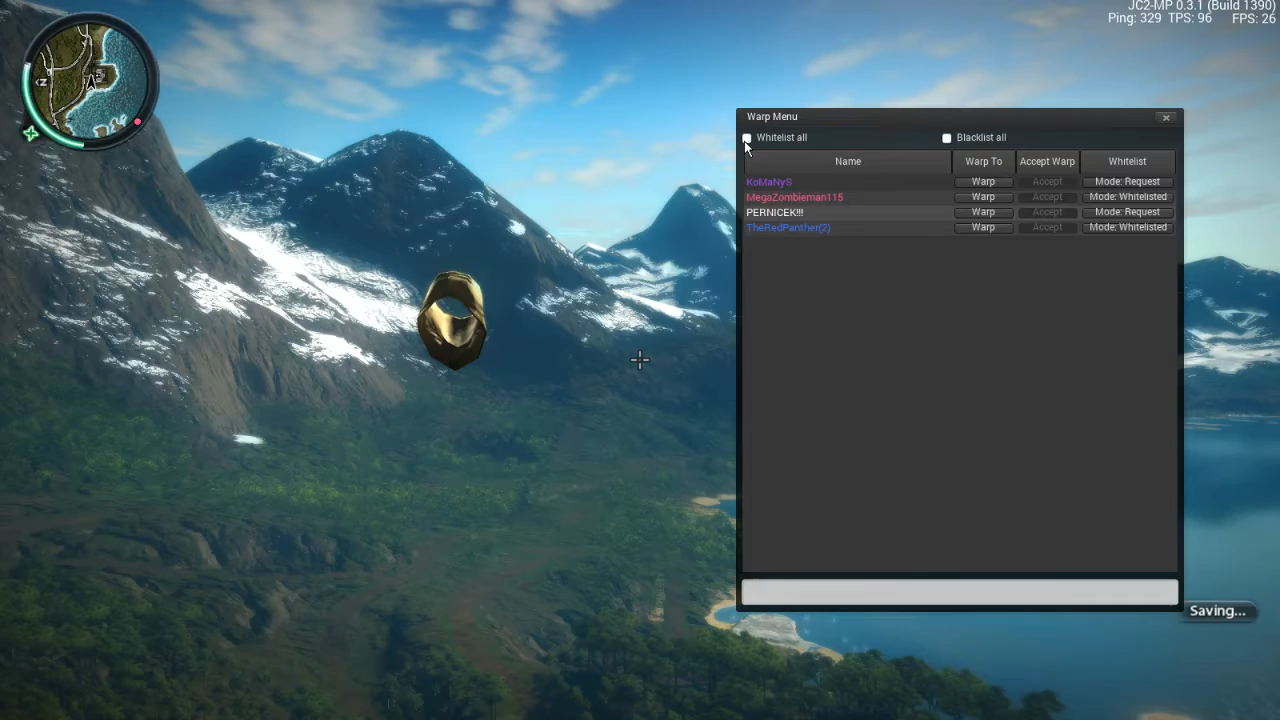 JC2-MP 0.3.1 (Build 1390)
Ping: 329 TPS: 96 FPS: 26
Warp Menu
Whitelist all Blacklist all
Name Warp To Accept Warp Whitelist
KoMaNyS Warp Accept Mode: Request
MegaZombieman115 Warp Accept Mode: Whitelisted
PERNICEK!!! Warp Accept Mode: Request
TheRedPanther(2) Warp Accept Mode: Whitelisted
Saving...